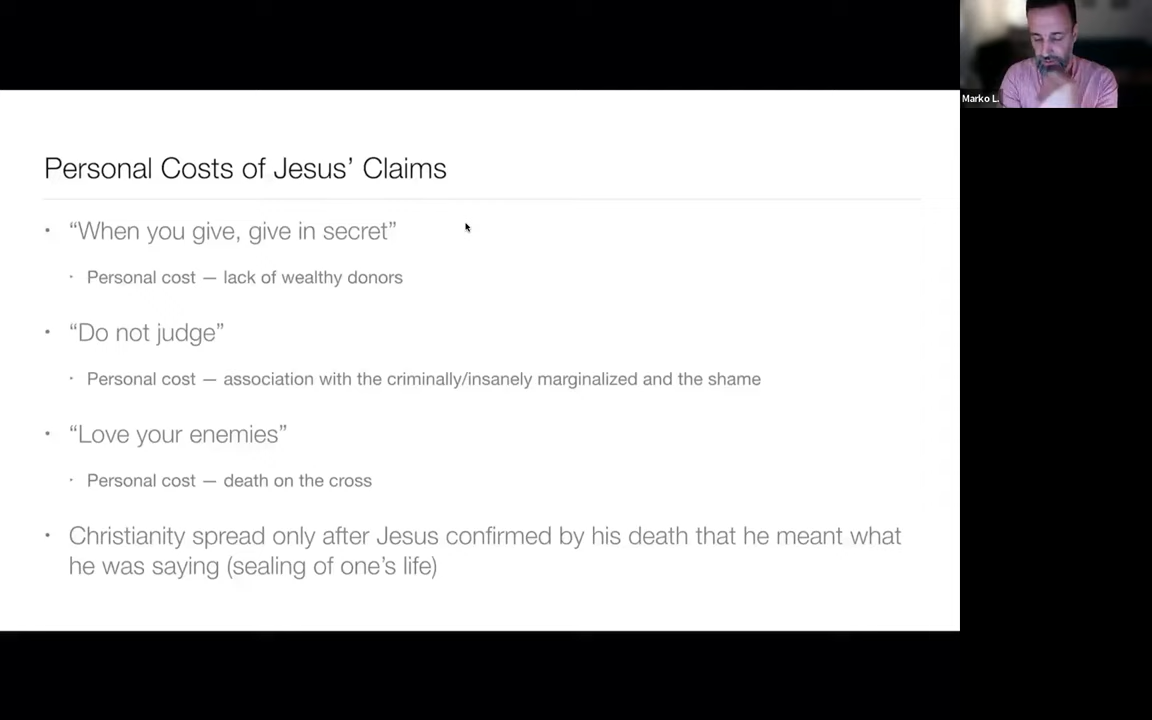 Marko L.
Personal Costs of Jesus’ Claims
• “When you give, give in secret”
• Personal cost — lack of wealthy donors
• “Do not judge”
• Personal cost — association with the criminally/insanely marginalized and the shame
• “Love your enemies”
• Personal cost — death on the cross
• Christianity spread only after Jesus confirmed by his death that he meant what
he was saying (sealing of one’s life)